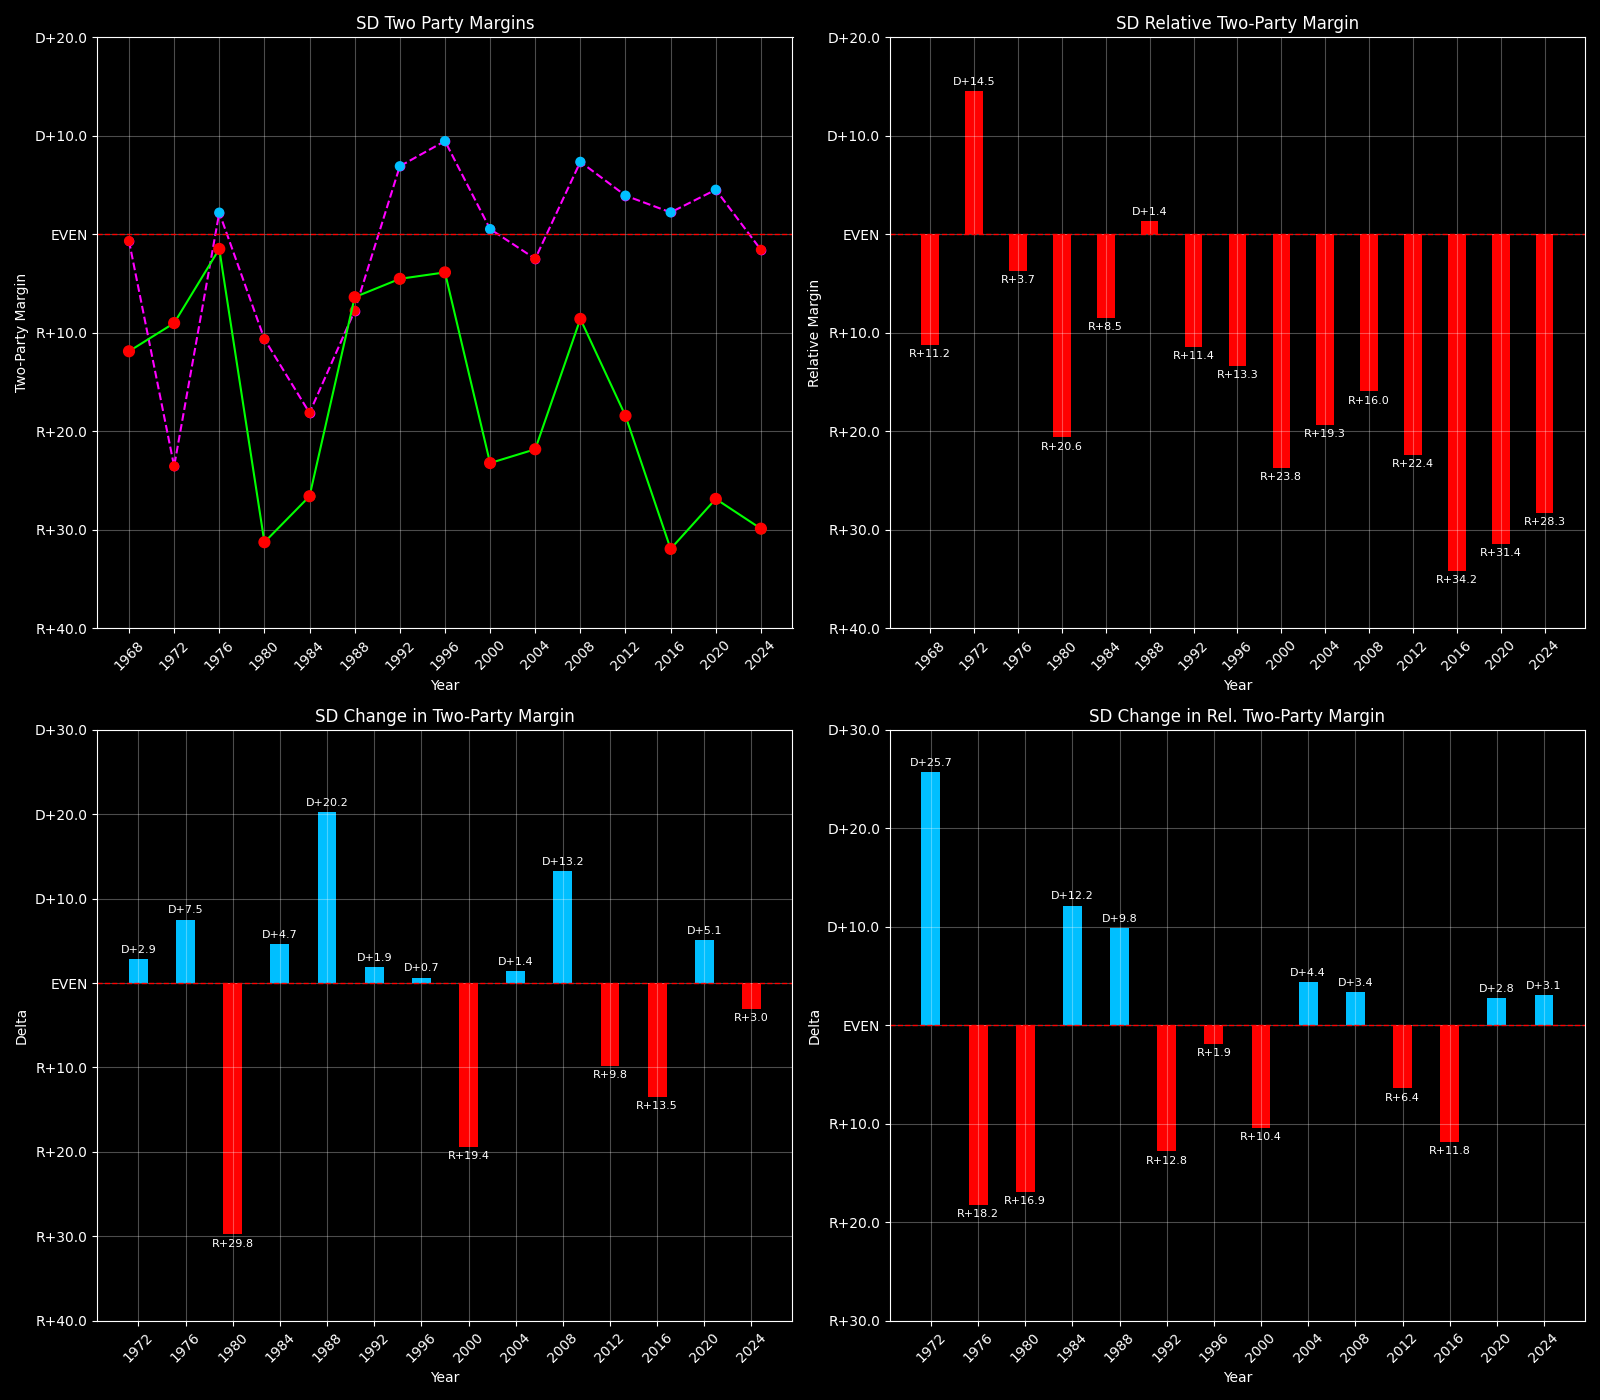 SD Two Party Margins
D+20.0
D+10.0
EVEN
R+10.0
R+20.0
R+30.0
R+40.0
Two-Party Margin
1968
1972
1976
1980
1984
1988
1992
1996
2000
2004
2008
2012
2016
2020
2024
Year
SD Relative Two-Party Margin
D+20.0
D+10.0
EVEN
R+10.0
R+20.0
R+30.0
R+40.0
Relative Margin
R+11.2
D+14.5
R+3.7
R+20.6
R+8.5
D+1.4
R+11.4
R+13.3
R+23.8
R+19.3
R+16.0
R+22.4
R+34.2
R+31.4
R+28.3
1968
1972
1976
1980
1984
1988
1992
1996
2000
2004
2008
2012
2016
2020
2024
Year
SD Change in Two-Party Margin
D+30.0
D+20.0
D+10.0
EVEN
R+10.0
R+20.0
R+30.0
R+40.0
Delta
D+2.9
D+7.5
R+29.8
D+4.7
D+20.2
D+1.9
D+0.7
R+19.4
D+1.4
D+13.2
R+9.8
R+13.5
D+5.1
R+3.0
1972
1976
1980
1984
1988
1992
1996
2000
2004
2008
2012
2016
2020
2024
Year
SD Change in Rel. Two-Party Margin
D+30.0
D+20.0
D+10.0
EVEN
R+10.0
R+20.0
R+30.0
Delta
D+25.7
R+18.2
R+16.9
D+12.2
D+9.8
R+12.8
R+1.9
R+10.4
D+4.4
D+3.4
R+6.4
R+11.8
D+2.8
D+3.1
1972
1976
1980
1984
1988
1992
1996
2000
2004
2008
2012
2016
2020
2024
Year